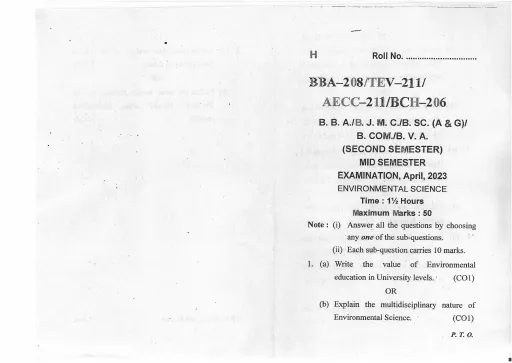 H Roll No. ..............................
BBA–208/TEV–211/
AECC–211/BCH–206
B. B. A./B. J. M. C./B. SC. (A & G)/
B. COM./B. V. A.
(SECOND SEMESTER)
MID SEMESTER
EXAMINATION, April, 2023
ENVIRONMENTAL SCIENCE
Time : 1½ Hours
Maximum Marks : 50
Note : (i) Answer all the questions by choosing
any one of the sub-questions.
(ii) Each sub-question carries 10 marks.
1. (a) Write the value of Environmental
education in University levels. (CO1)
OR
(b) Explain the multidisciplinary nature of
Environmental Science. (CO1)
P. T. O.